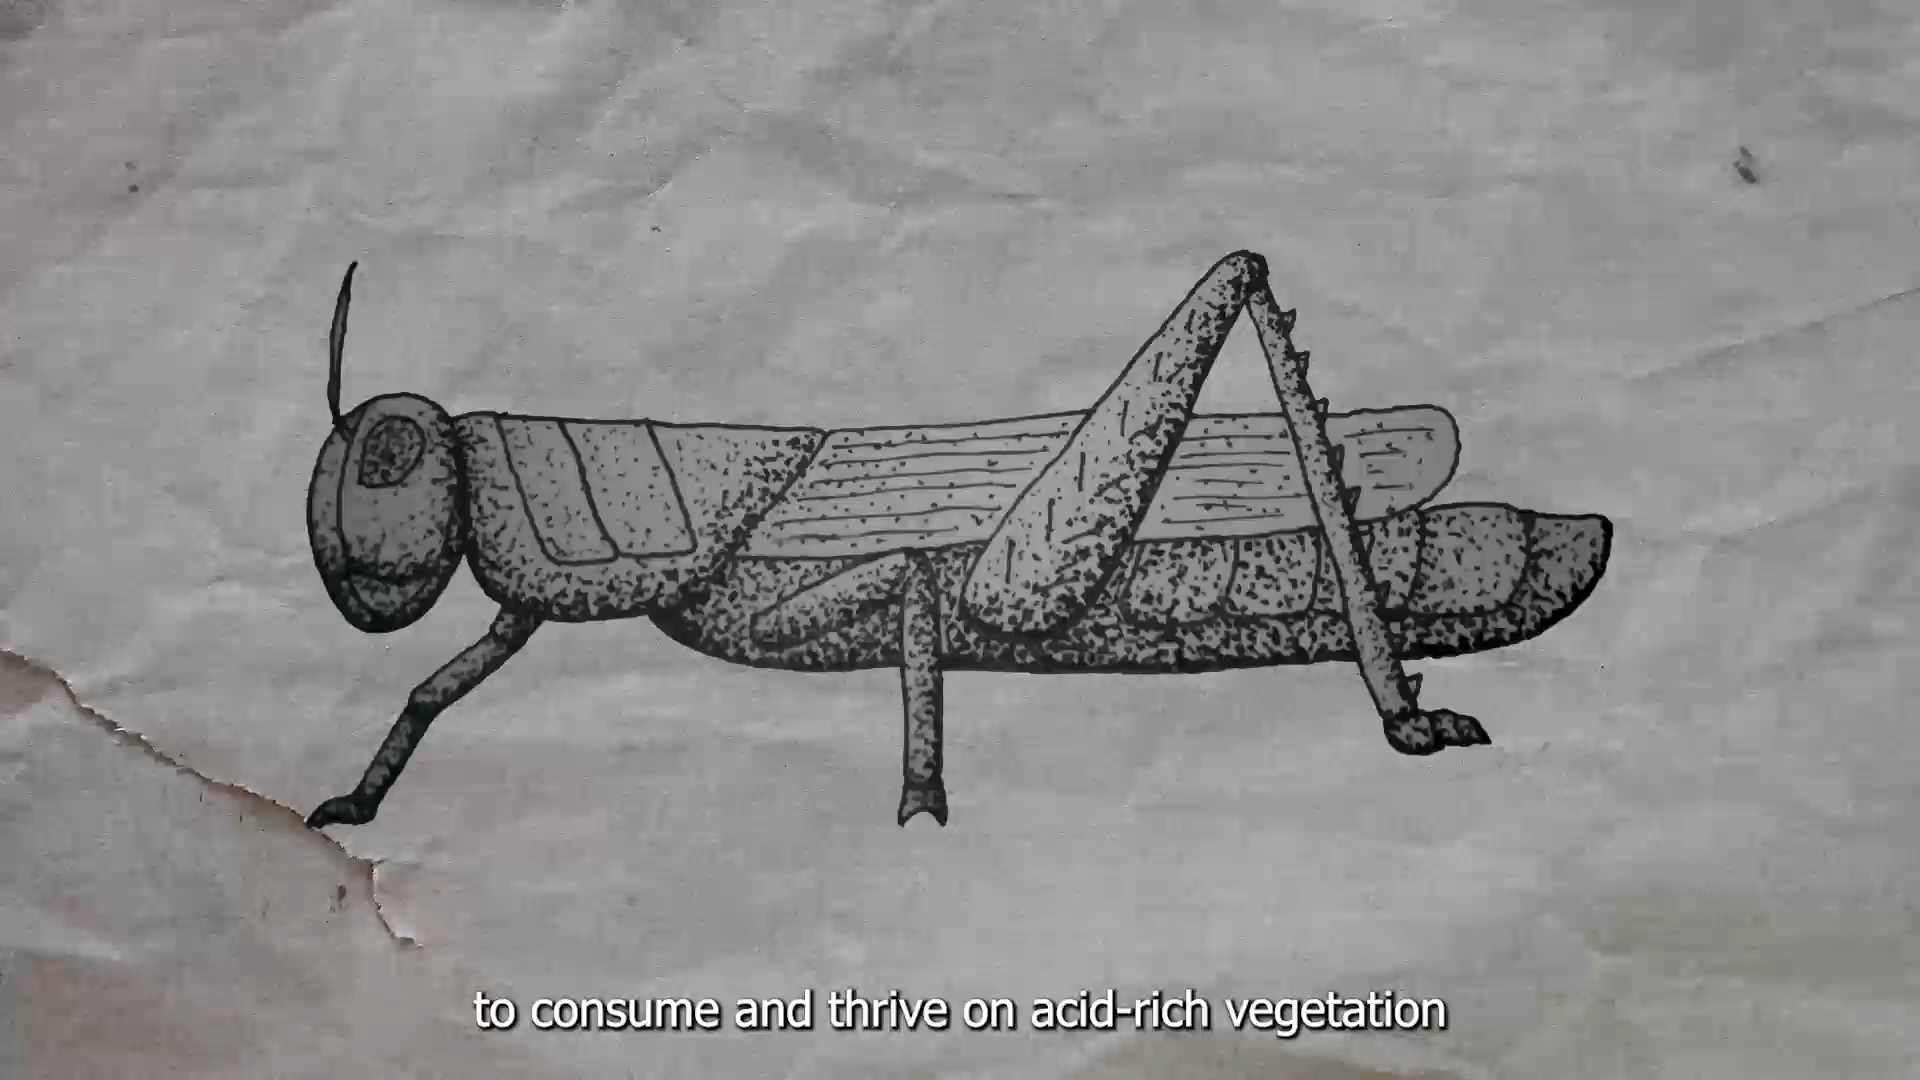 to consume and thrive on acid-rich vegetation